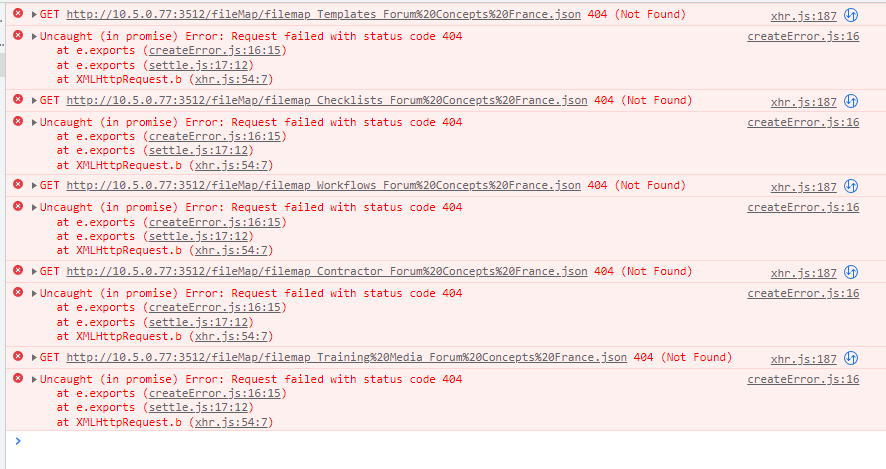 GET http://10.5.0.77:3512/fileMap/filemap_Templates_Forum%20Concepts%20France.json 404 (Not Found) xhr.js:187
Uncaught (in promise) Error: Request failed with status code 404 createError.js:16
at e.exports (createError.js:16:15)
at e.exports (settle.js:17:12)
at XMLHttpRequest.b (xhr.js:54:7)
GET http://10.5.0.77:3512/fileMap/filemap_Checklists_Forum%20Concepts%20France.json 404 (Not Found) xhr.js:187
Uncaught (in promise) Error: Request failed with status code 404 createError.js:16
at e.exports (createError.js:16:15)
at e.exports (settle.js:17:12)
at XMLHttpRequest.b (xhr.js:54:7)
GET http://10.5.0.77:3512/fileMap/filemap_Workflows_Forum%20Concepts%20France.json 404 (Not Found) xhr.js:187
Uncaught (in promise) Error: Request failed with status code 404 createError.js:16
at e.exports (createError.js:16:15)
at e.exports (settle.js:17:12)
at XMLHttpRequest.b (xhr.js:54:7)
GET http://10.5.0.77:3512/fileMap/filemap_Contractor_Forum%20Concepts%20France.json 404 (Not Found) xhr.js:187
Uncaught (in promise) Error: Request failed with status code 404 createError.js:16
at e.exports (createError.js:16:15)
at e.exports (settle.js:17:12)
at XMLHttpRequest.b (xhr.js:54:7)
GET http://10.5.0.77:3512/fileMap/filemap_Training%20Media_Forum%20Concepts%20France.json 404 (Not Found) xhr.js:187
Uncaught (in promise) Error: Request failed with status code 404 createError.js:16
at e.exports (createError.js:16:15)
at e.exports (settle.js:17:12)
at XMLHttpRequest.b (xhr.js:54:7)